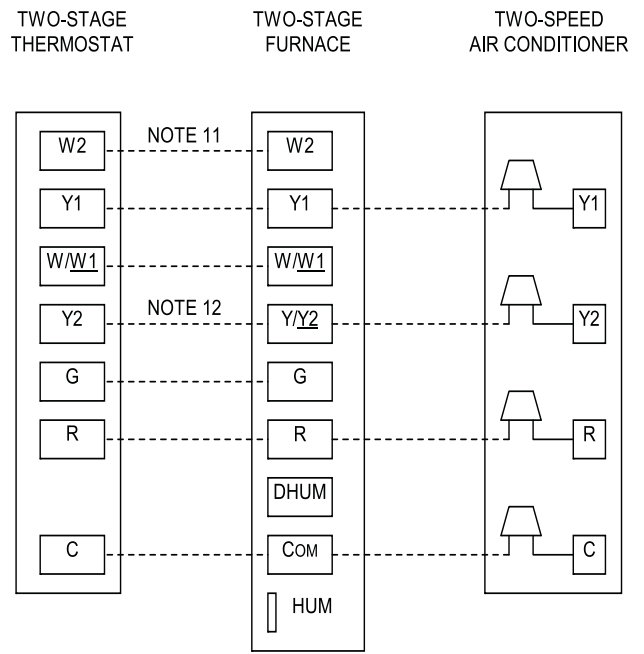 TWO-STAGE THERMOSTAT
TWO-STAGE FURNACE
TWO-SPEED AIR CONDITIONER
W2 NOTE 11 W2
Y1 Y1 Y1
W/W1 W/W1
Y2 NOTE 12 Y/Y2 Y2
G G
R R R
DHUM
C COM C
HUM